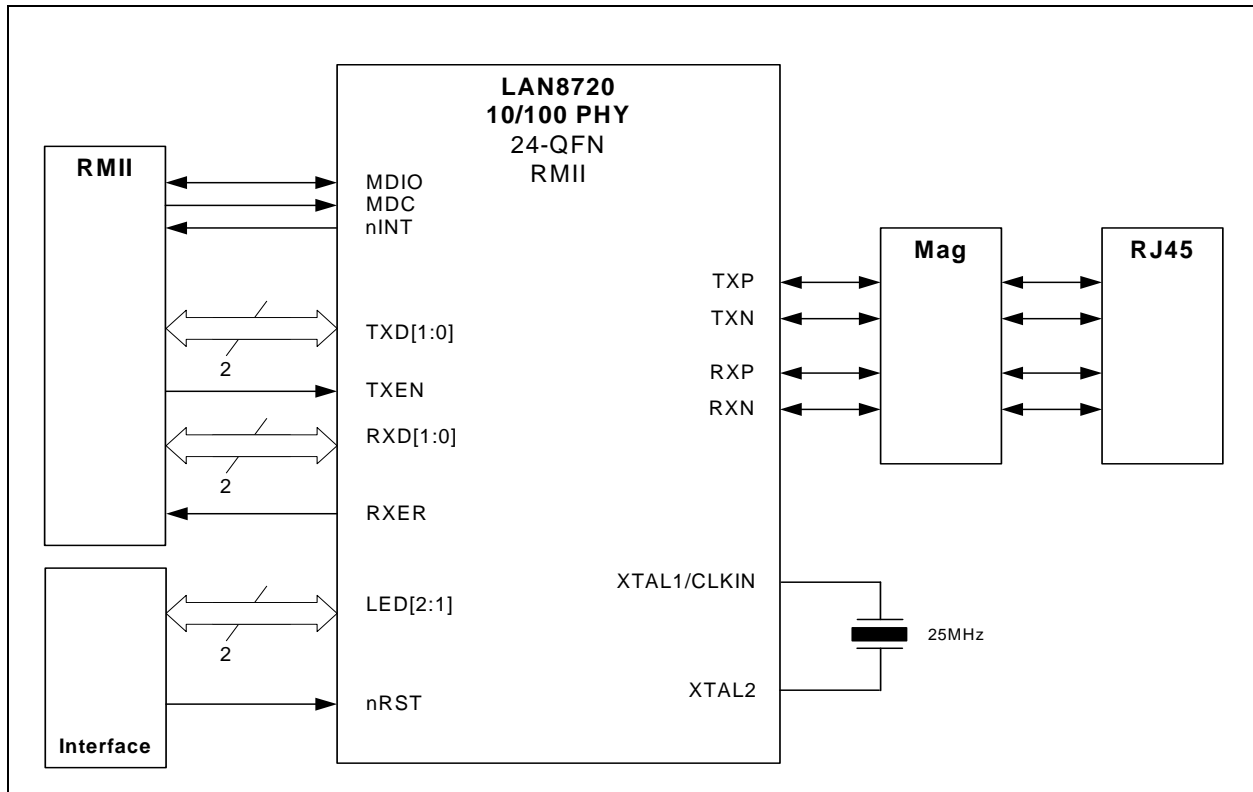 LAN8720
10/100 PHY
24-QFN
RMII
RMII
MDIO
MDC
nINT
TXD[1:0]
2
TXEN
RXD[1:0]
2
RXER
LED[2:1]
2
nRST
Interface
TXP
TXN
RXP
RXN
Mag
RJ45
XTAL1/CLKIN
25MHz
XTAL2